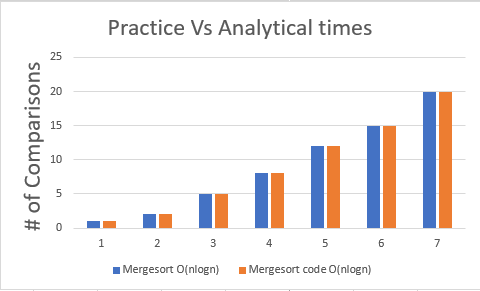 Practice Vs Analytical times
# of Comparisons
25
20
15
10
5
0
1 2 3 4 5 6 7
Mergesort O(nlogn) Mergesort code O(nlogn)